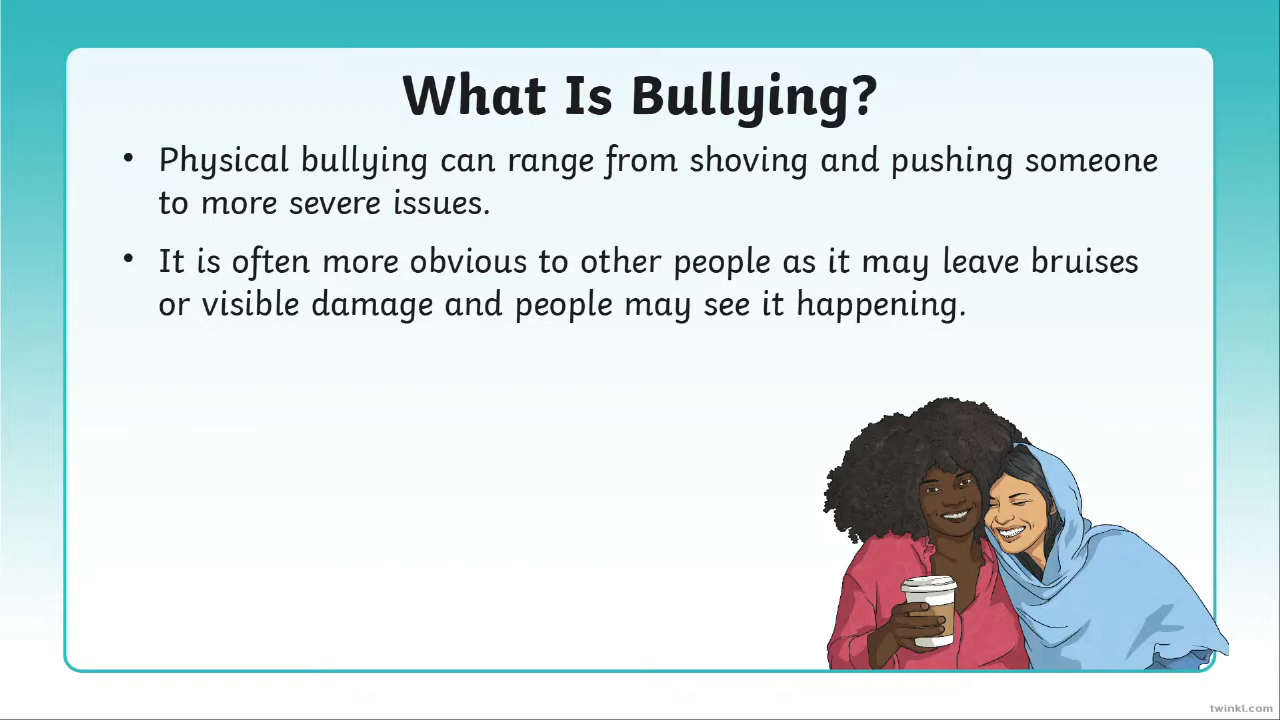 What Is Bullying?
• Physical bullying can range from shoving and pushing someone
to more severe issues.
• It is often more obvious to other people as it may leave bruises
or visible damage and people may see it happening.
twinkl.com